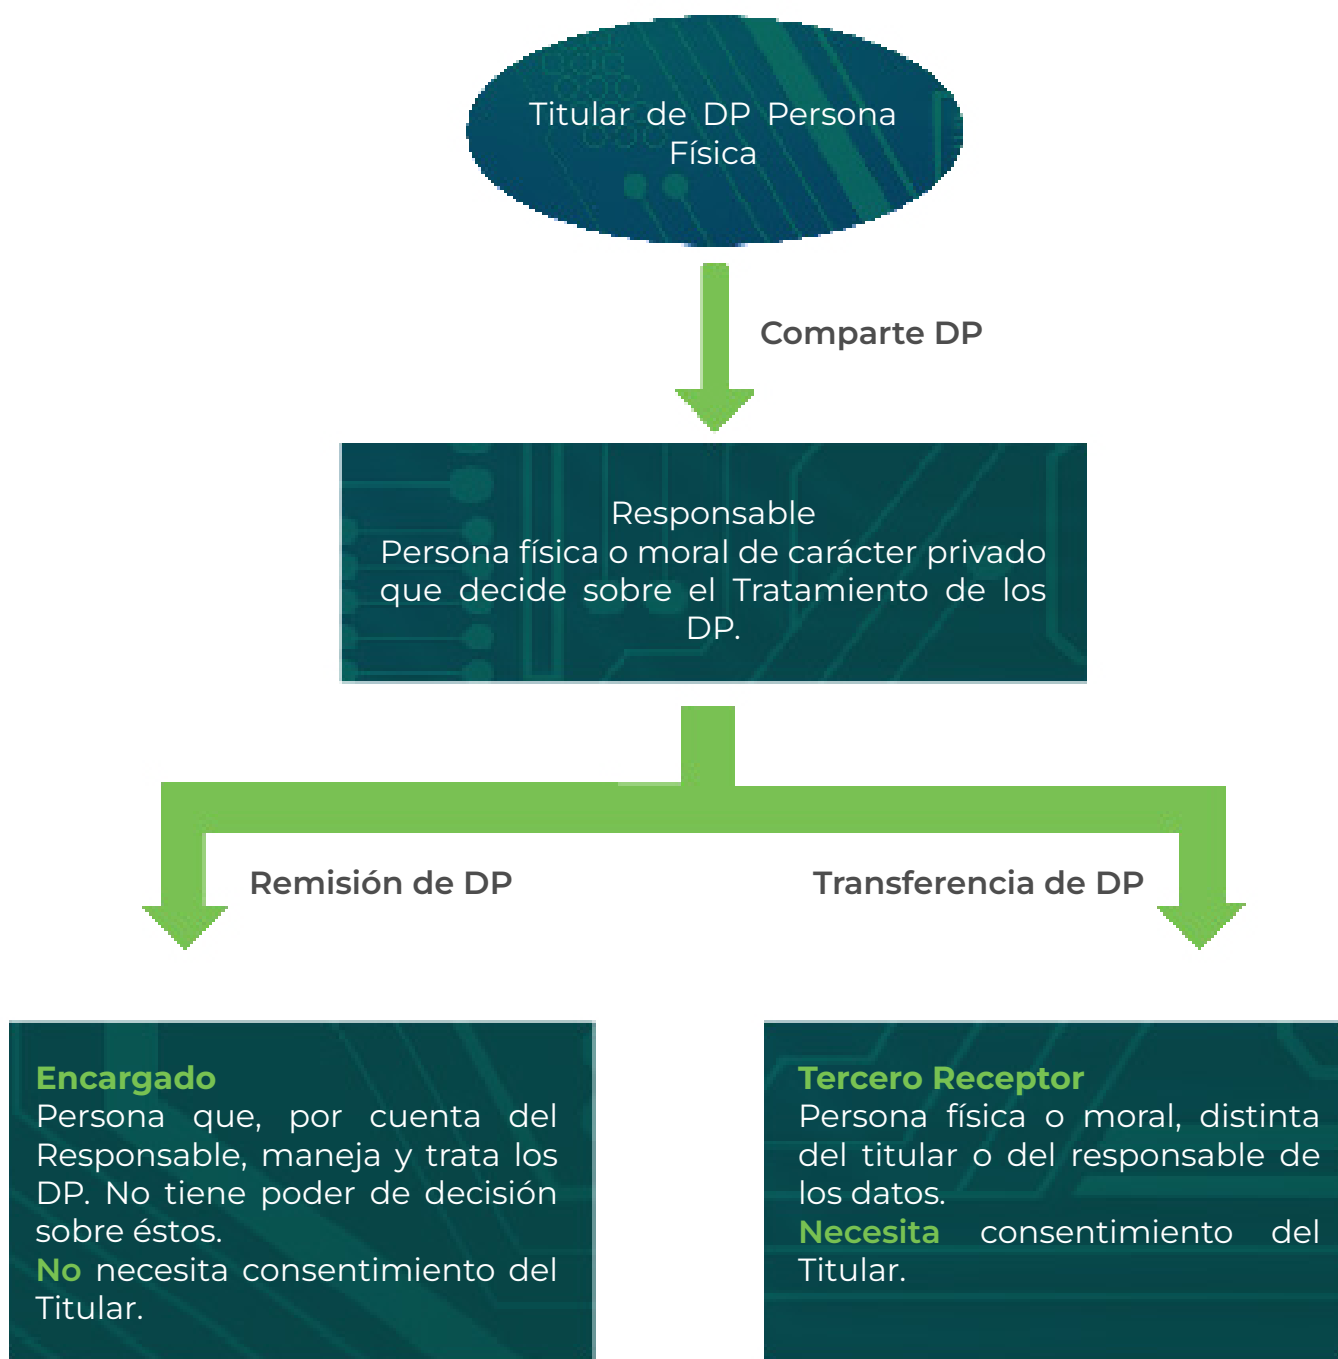 Titular de DP Persona
Física
Comparte DP
Responsable
Persona física o moral de carácter privado
que decide sobre el Tratamiento de los
DP.
Remisión de DP
Transferencia de DP
Encargado
Persona que, por cuenta del
Responsable, maneja y trata los
DP. No tiene poder de decisión
sobre éstos.
No necesita consentimiento del
Titular.
Tercero Receptor
Persona física o moral, distinta
del titular o del responsable de
los datos.
Necesita consentimiento del
Titular.